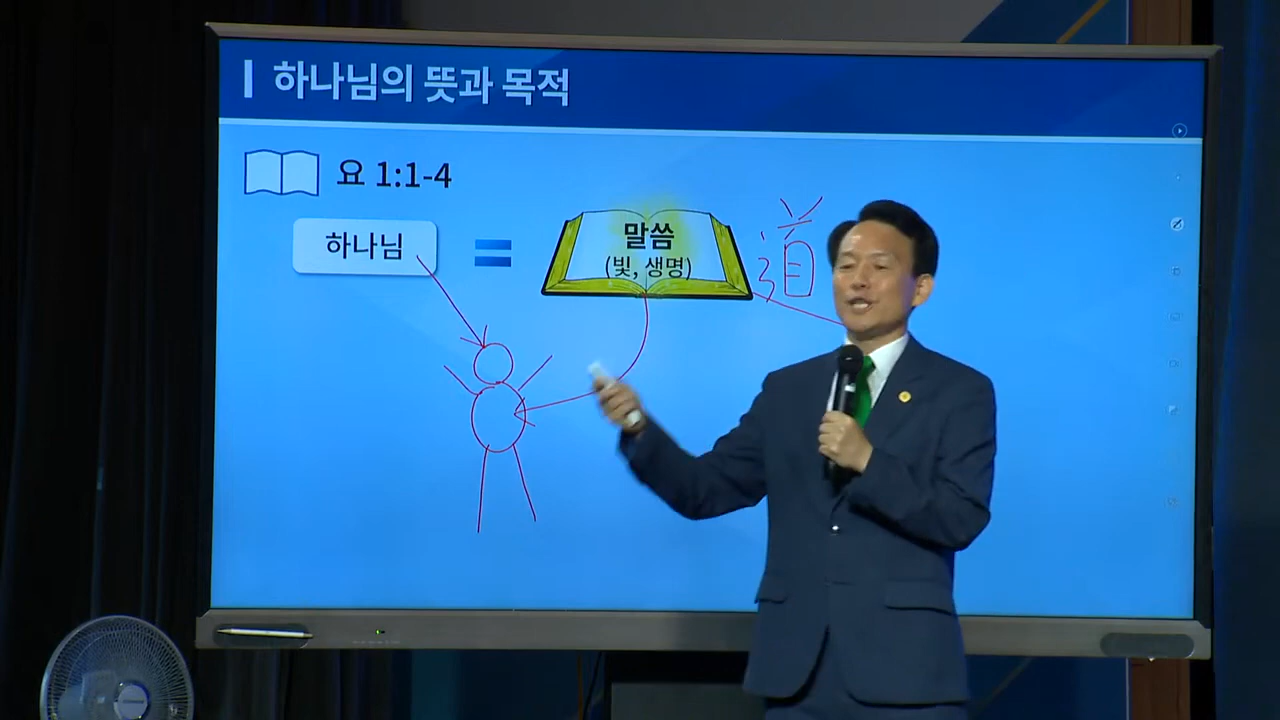 하나님의 뜻과 목적
요 1:1-4
하나님 = 말씀
(빛, 생명)
道